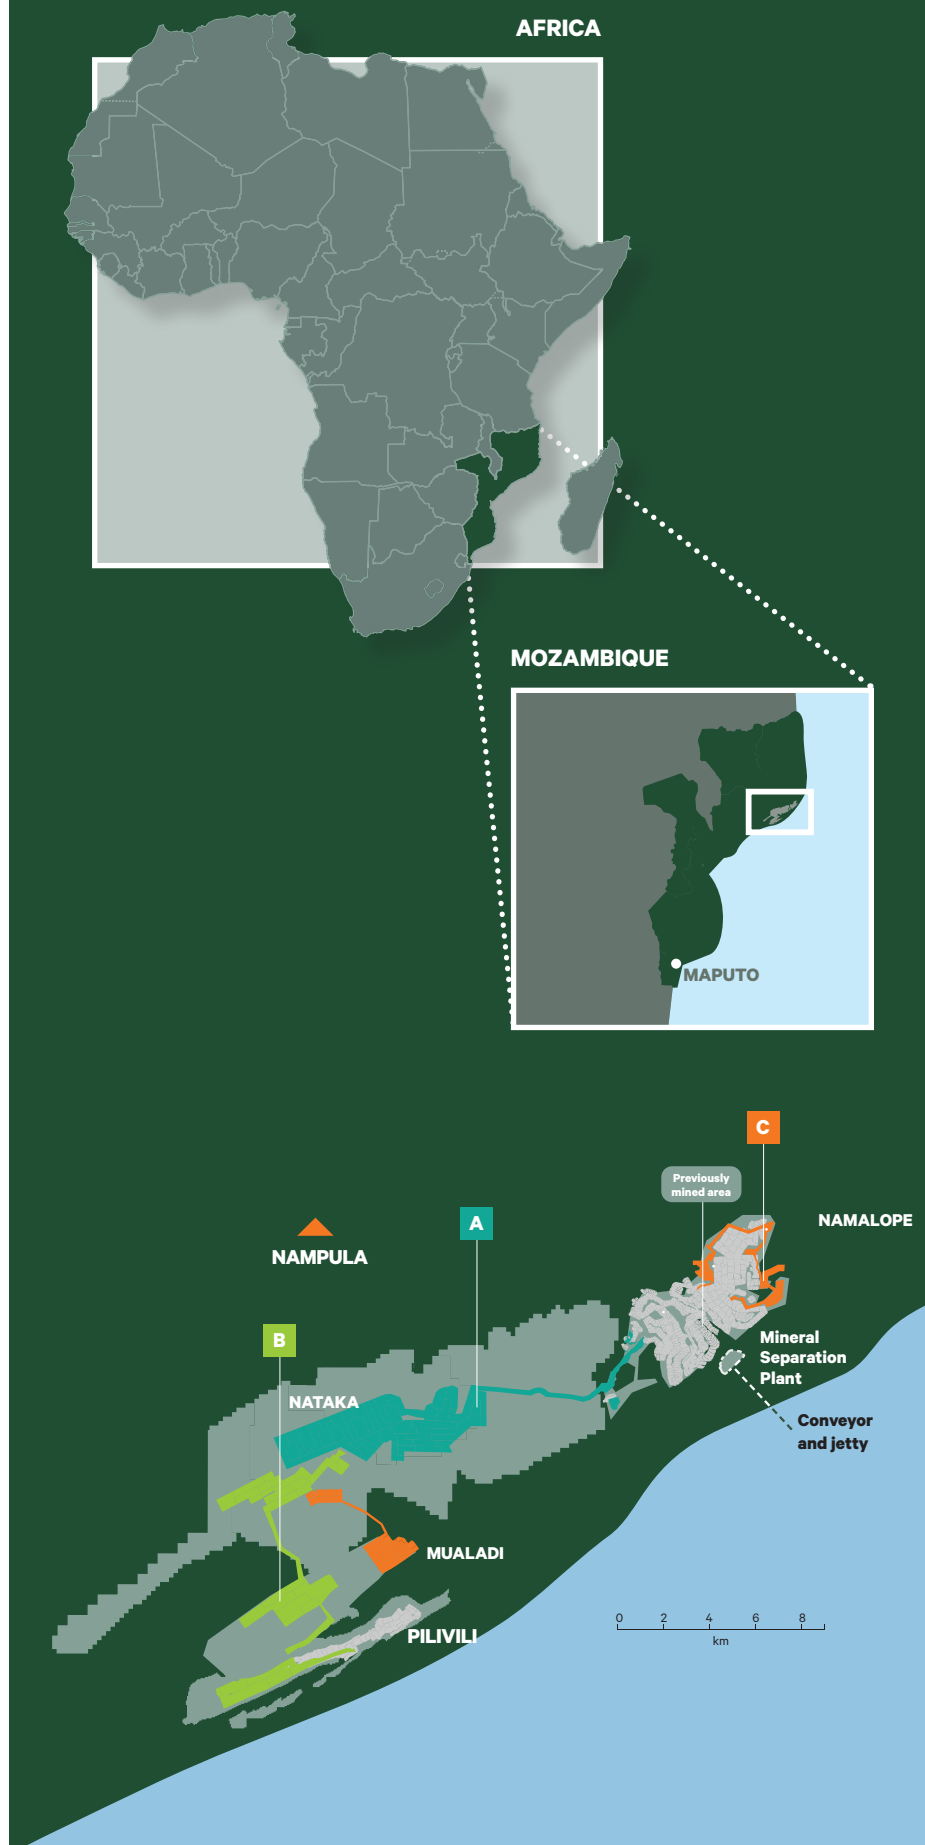 AFRICA
MOZAMBIQUE
MAPUTO
C
Previously
mined area
NAMALOPE
A
NAMPULA
B
Mineral
Separation
Plant
NATAKA
Conveyor
and jetty
MUALADI
0 2 4 6 8
km
PILIVILI